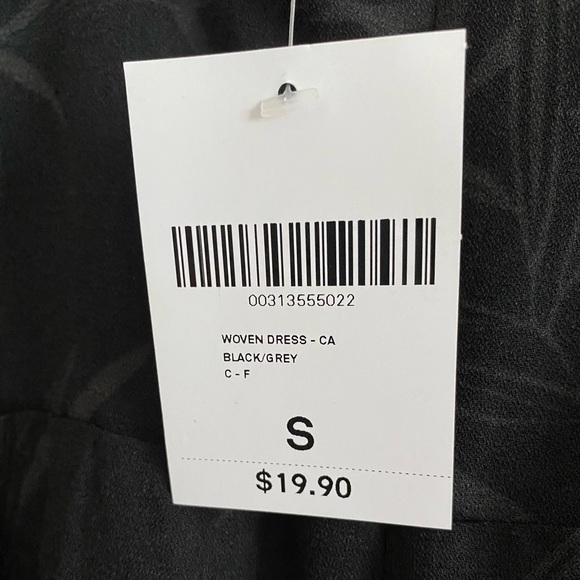 00313555022
WOVEN DRESS - CA
BLACK/GREY
C - F
S
$19.90